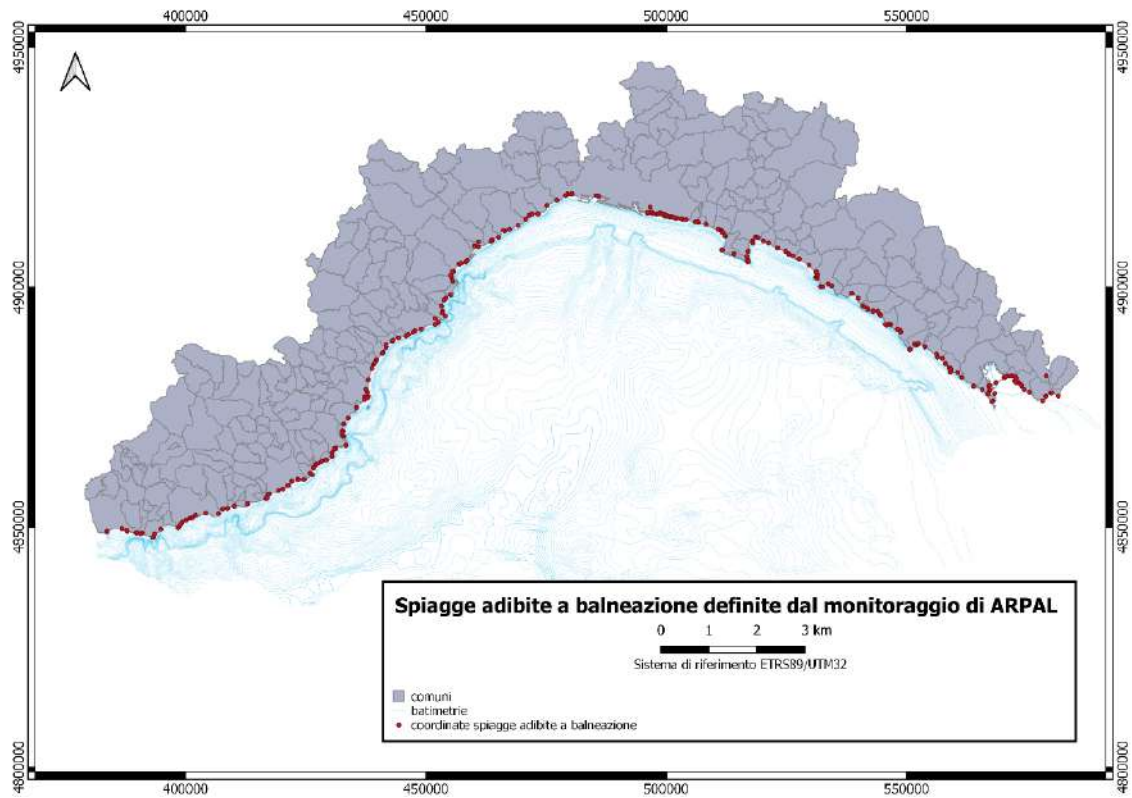 400000 450000 500000 550000
4950000 4950000
4900000 4900000
4850000 4850000
4800000 4800000
Spiagge adibite a balneazione definite dal monitoraggio di ARPAL
0 1 2 3 km
Sistema di riferimento ETRS89/UTM32
comuni
batimetrie
coordinate spiagge adibite a balneazione
400000 450000 500000 550000